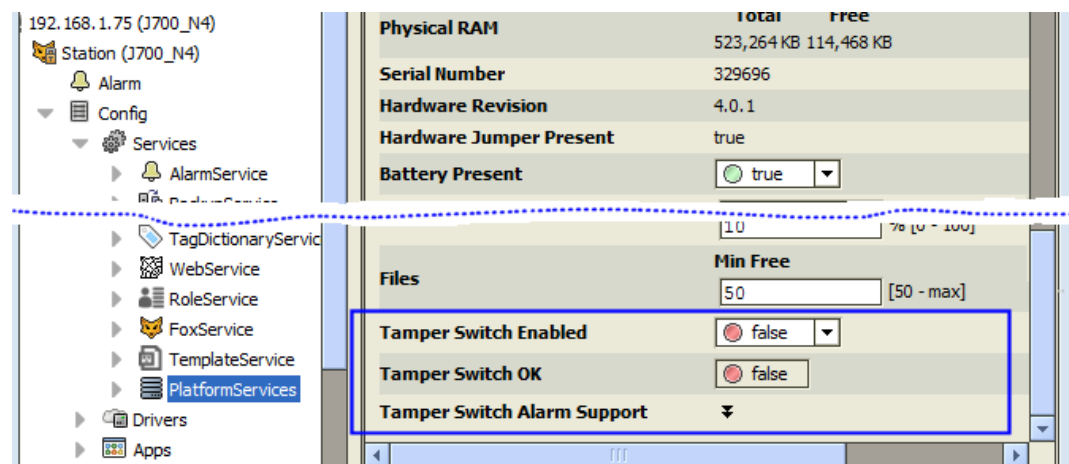 192.168.1.75 (J700_N4)
Station (J700_N4)
Alarm
Config
Services
AlarmService
BackupService
TagDictionaryServic
WebService
RoleService
FoxService
TemplateService
PlatformServices
Drivers
Apps
Physical RAM
Total Free
523,264 KB 114,468 KB
Serial Number 329696
Hardware Revision 4.0.1
Hardware Jumper Present true
Battery Present true
10 % [0 - 100]
Files
Min Free
50 [50 - max]
Tamper Switch Enabled false
Tamper Switch OK false
Tamper Switch Alarm Support